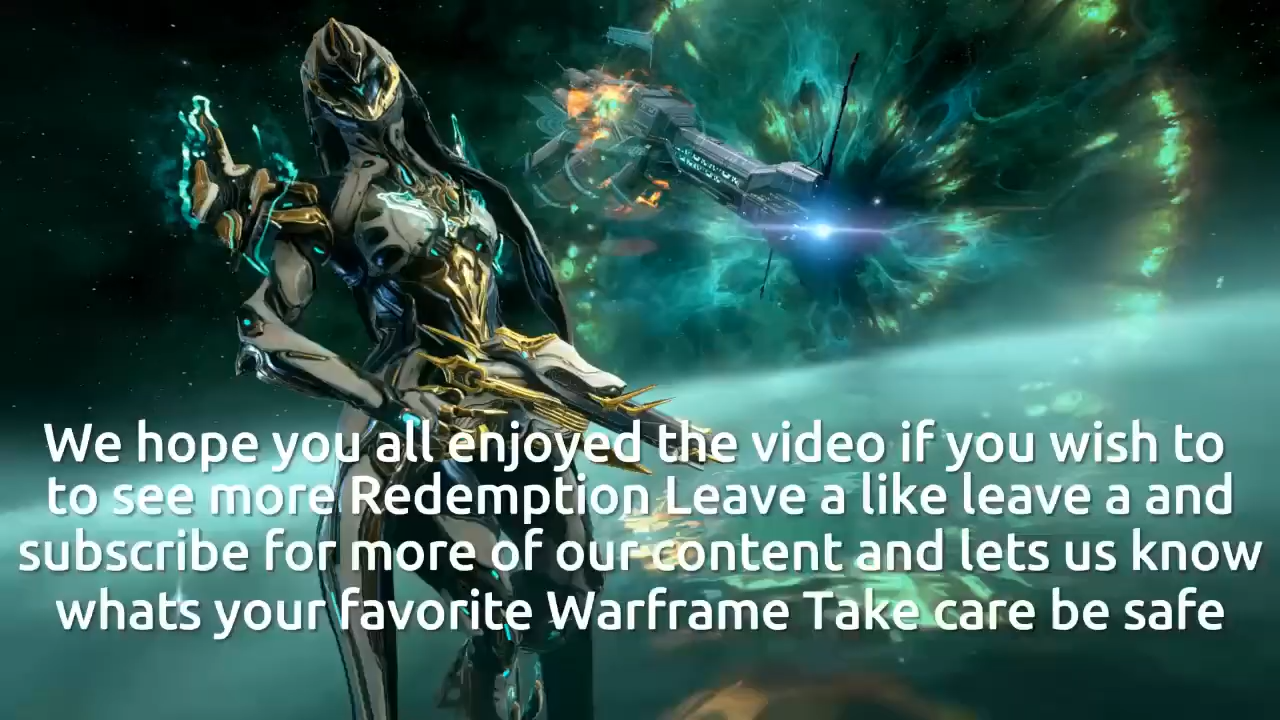 We hope you all enjoyed the video if you wish to
to see more Redemption Leave a like leave a and
subscribe for more of our content and lets us know
whats your favorite Warframe Take care be safe